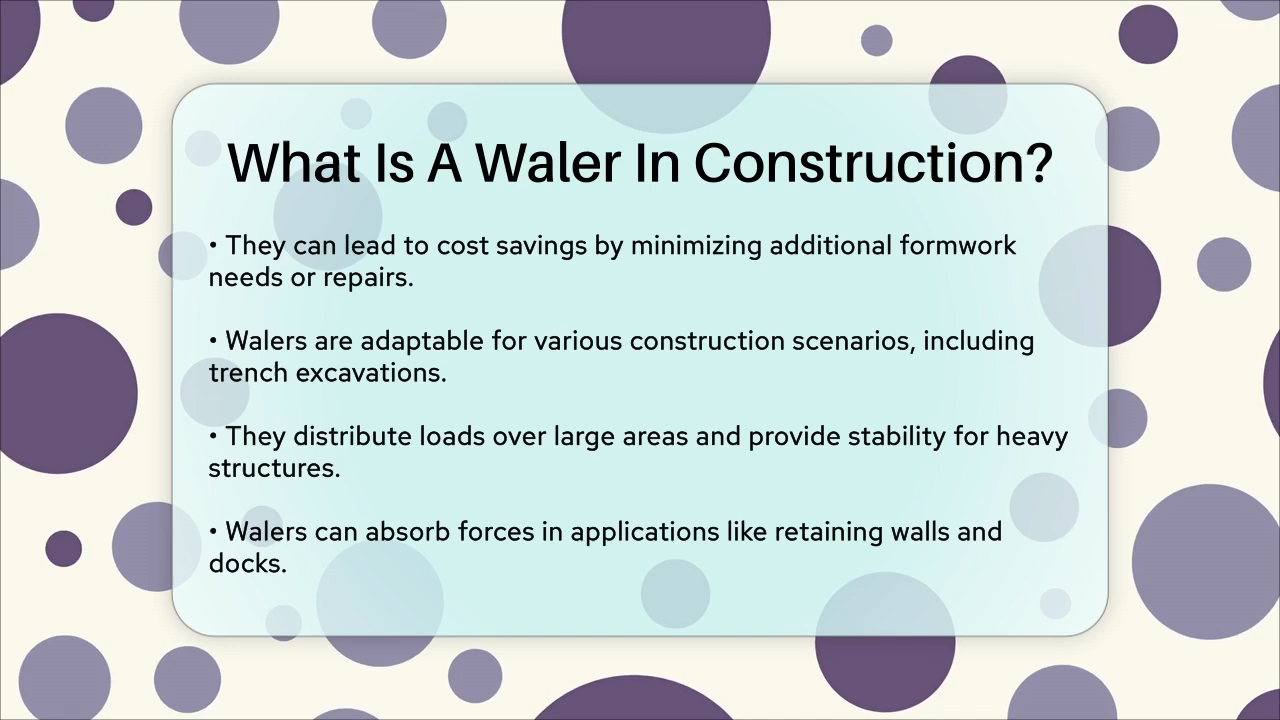 What Is A Waler In Construction?
• They can lead to cost savings by minimizing additional formwork
needs or repairs.
• Walers are adaptable for various construction scenarios, including
trench excavations.
• They distribute loads over large areas and provide stability for heavy
structures.
• Walers can absorb forces in applications like retaining walls and
docks.